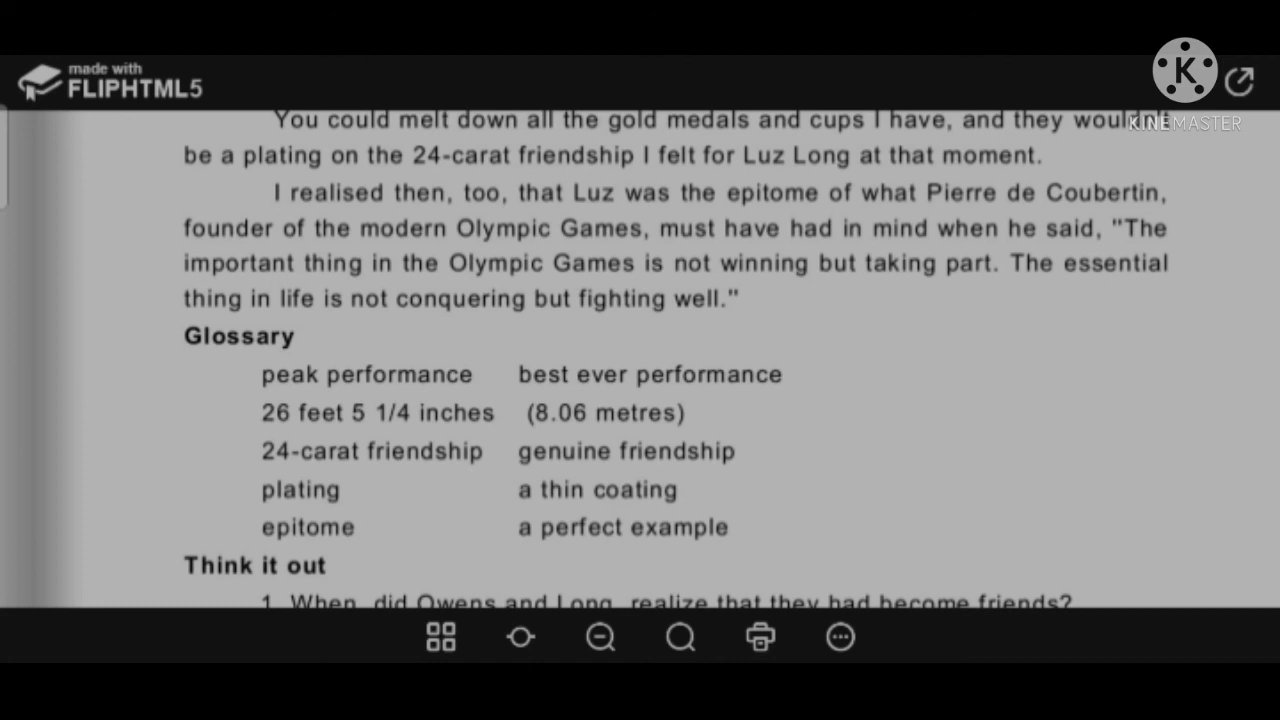 made with
FLIPHTML5
K
KINEMASTER
You could melt down all the gold medals and cups I have, and they wouldn't
be a plating on the 24-carat friendship I felt for Luz Long at that moment.
I realised then, too, that Luz was the epitome of what Pierre de Coubertin,
founder of the modern Olympic Games, must have had in mind when he said, "The
important thing in the Olympic Games is not winning but taking part. The essential
thing in life is not conquering but fighting well."
Glossary
peak performance best ever performance
26 feet 5 1/4 inches (8.06 metres)
24-carat friendship genuine friendship
plating a thin coating
epitome a perfect example
Think it out
1. When did Owens and Long realize that they had become friends?